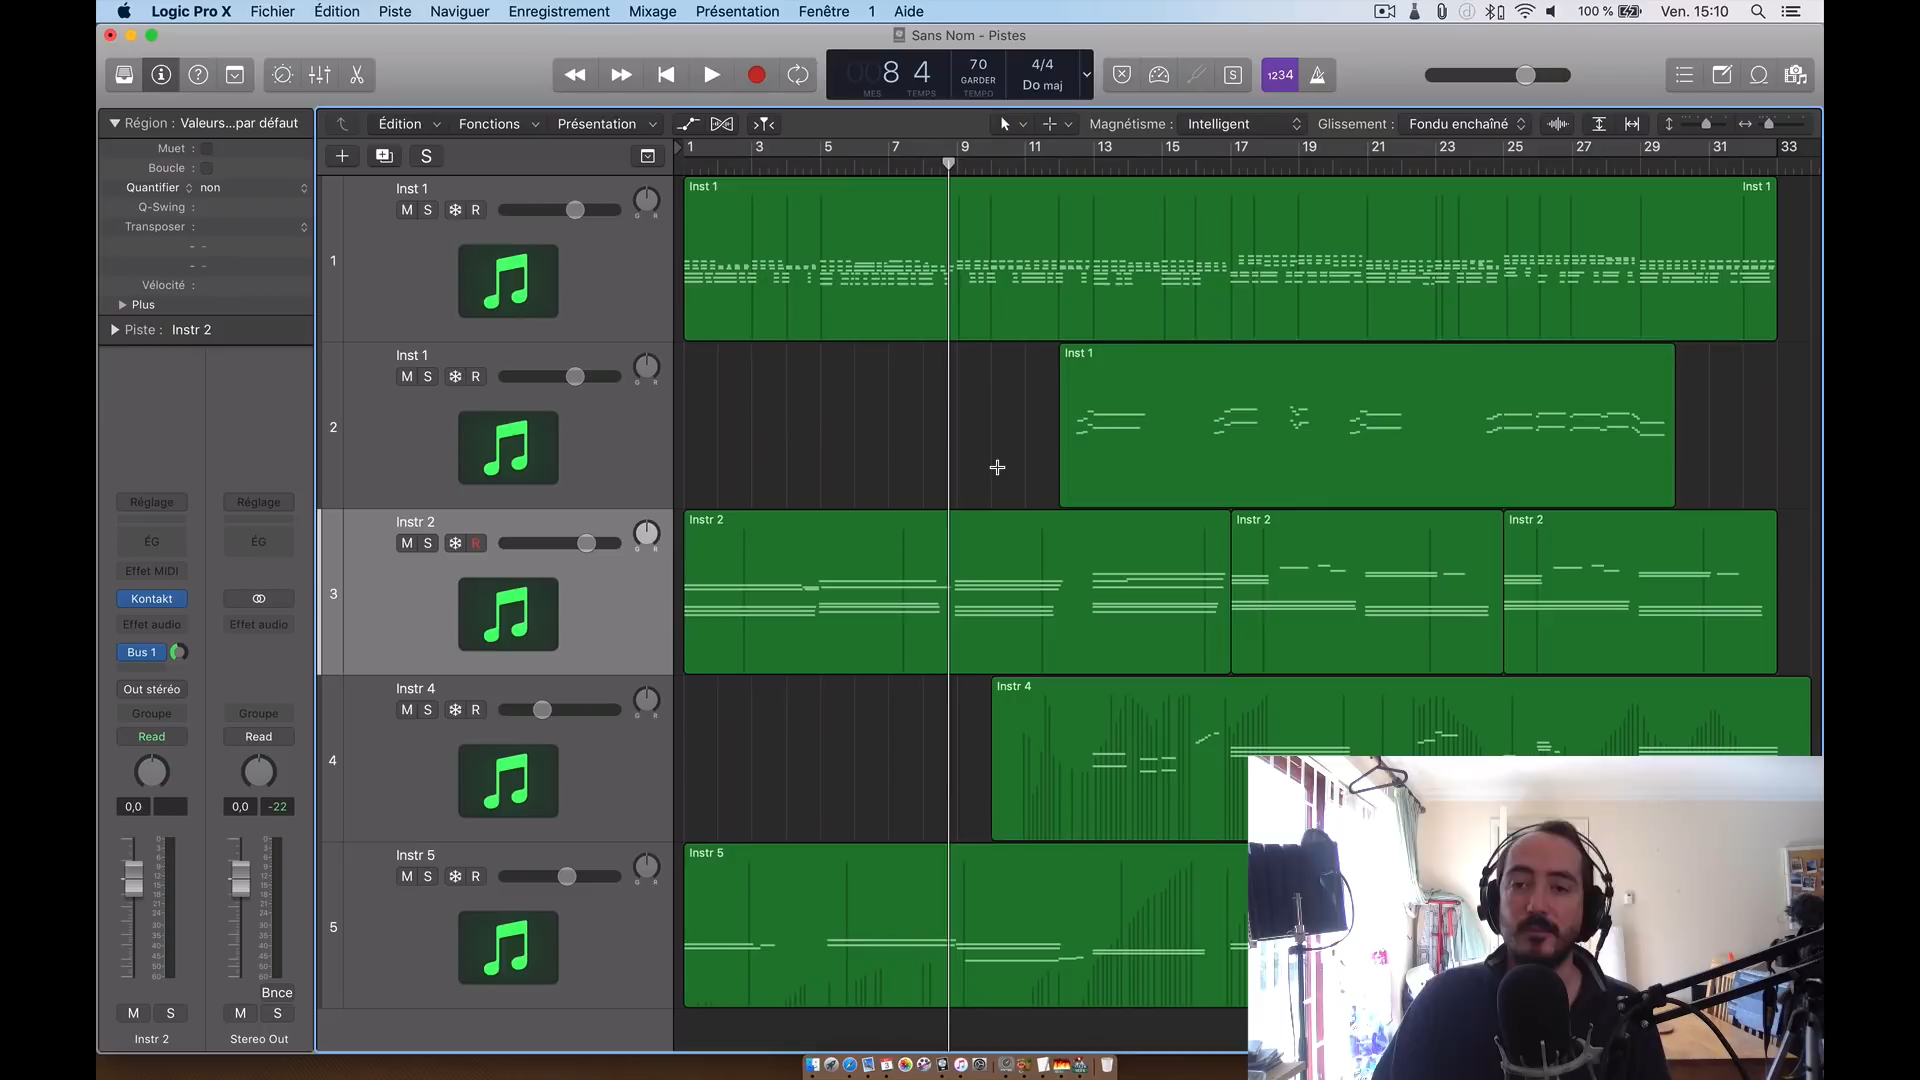 Logic Pro X Fichier Édition Piste Naviguer Enregistrement Mixage Présentation Fenêtre 1 Aide 100 % Ven. 15:10
Sans Nom - Pistes
8 4 70 4/4
GARDER Do maj
MES TEMPS TEMPO
S 1234
Région : Valeurs...par défaut
Édition Fonctions Présentation Magnétisme : Intelligent Glissement : Fondu enchaîné
Muet :
Boucle :
Quantifier non
Q-Swing :
Transposer :
Vélocité :
Plus
Piste : Instr 2
S
1 3 5 7 9 11 13 15 17 19 21 23 25 27 29 31 33
1
Inst 1
M S R
G R
Inst 1 Inst 1
2
Inst 1
M S R
G R
Inst 1
3
Instr 2
M S R
G R
Instr 2 Instr 2 Instr 2
4
Instr 4
M S R
G R
Instr 4
5
Instr 5
M S R
G R
Instr 5
Réglage Réglage
ÉG ÉG
Effet MIDI
Kontakt
Effet audio Effet audio
Bus 1
Out stéréo
Groupe Groupe
Read Read
0,0 0,0 -22
Bnce
M S M S
Instr 2 Stereo Out